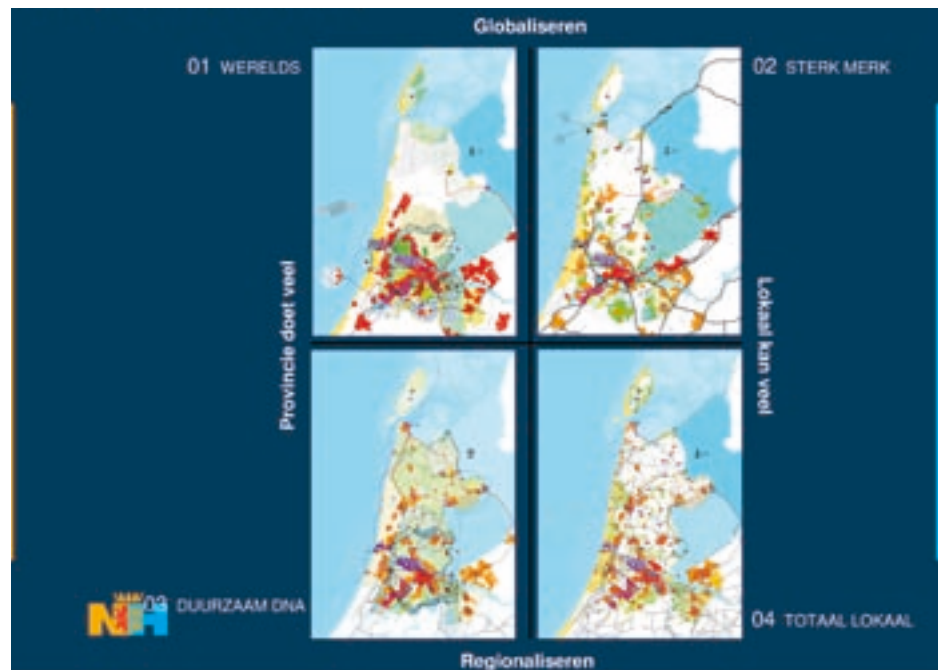 Globaliseren
01 WERELDS
02 STERK MERK
Provincie doet veel
Lokaal kan veel
03 DUURZAAM DNA
04 TOTAAL LOKAAL
Regionaliseren